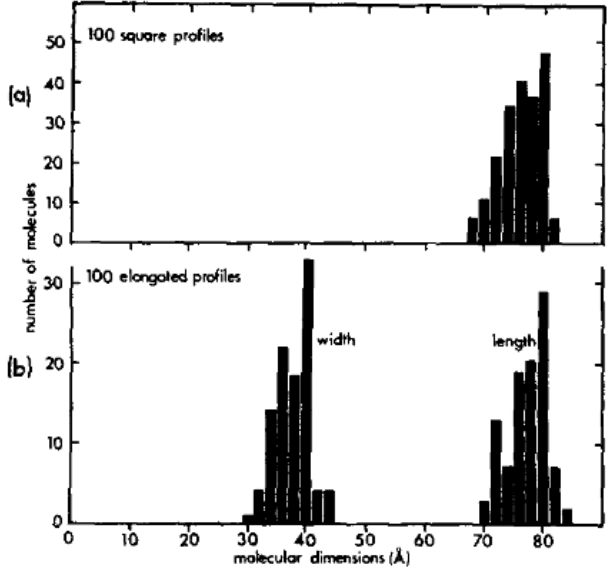 100 square profiles
50
40
(a)
30
20
10
0
number of molecules
100 elongated profiles
30
width
length
(b)
20
10
0
0 10 20 30 40 50 60 70 80
molecular dimensions (Å)